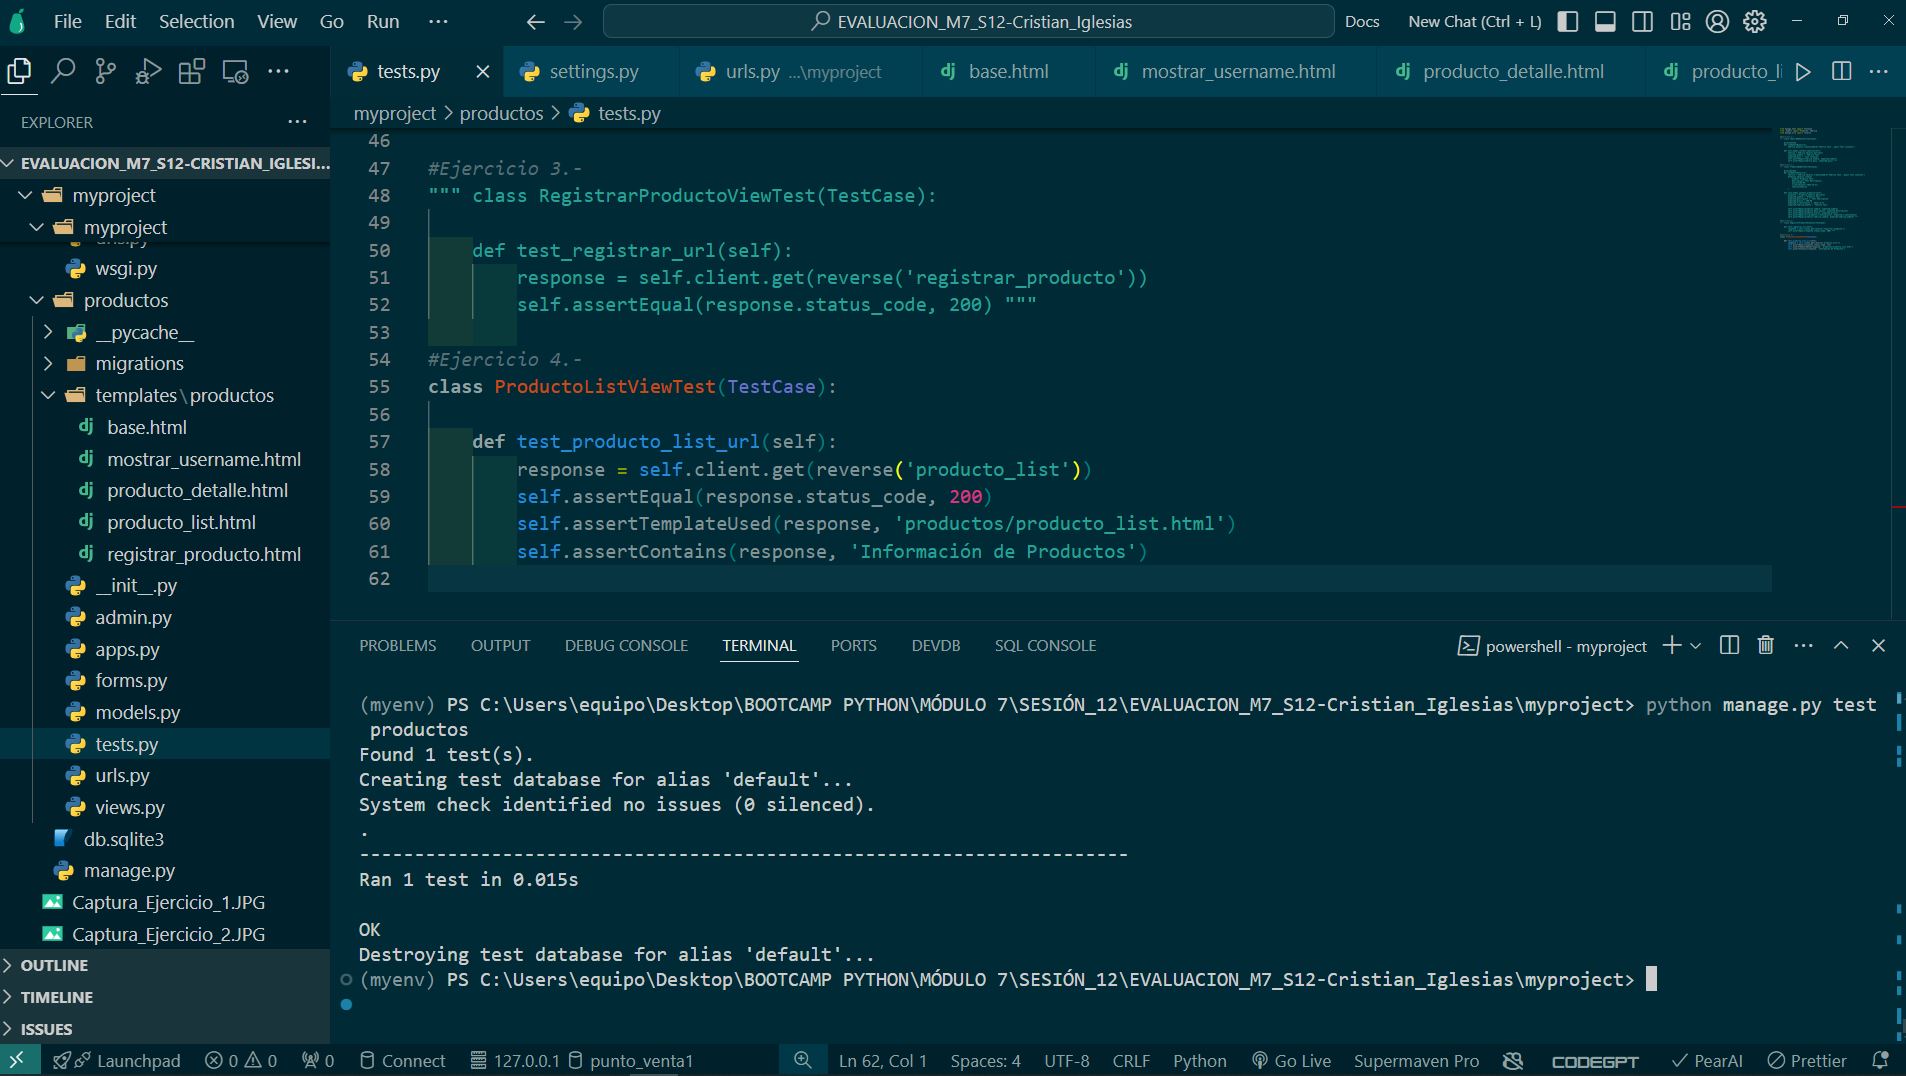 File Edit Selection View Go Run ...
EVALUACION_M7_S12-Cristian_Iglesias
Docs New Chat (Ctrl + L)
tests.py settings.py urls.py ...\myproject base.html mostrar_username.html producto_detalle.html producto_li
EXPLORER
EVALUACION_M7_S12-CRISTIAN_IGLESI...
myproject
myproject
urls.py
wsgi.py
productos
__pycache__
migrations
templates\productos
base.html
mostrar_username.html
producto_detalle.html
producto_list.html
registrar_producto.html
__init__.py
admin.py
apps.py
forms.py
models.py
tests.py
urls.py
views.py
db.sqlite3
manage.py
Captura_Ejercicio_1.JPG
Captura_Ejercicio_2.JPG
OUTLINE
TIMELINE
ISSUES
myproject > productos > tests.py
46
47 #Ejercicio 3.-
48 """ class RegistrarProductoViewTest(TestCase):
49
50 def test_registrar_url(self):
51 response = self.client.get(reverse('registrar_producto'))
52 self.assertEqual(response.status_code, 200) """
53
54 #Ejercicio 4.-
55 class ProductoListViewTest(TestCase):
56
57 def test_producto_list_url(self):
58 response = self.client.get(reverse('producto_list'))
59 self.assertEqual(response.status_code, 200)
60 self.assertTemplateUsed(response, 'productos/producto_list.html')
61 self.assertContains(response, 'Información de Productos')
62
PROBLEMS OUTPUT DEBUG CONSOLE TERMINAL PORTS DEVDB SQL CONSOLE
powershell - myproject
(myenv) PS C:\Users\equipo\Desktop\BOOTCAMP PYTHON\MÓDULO 7\SESIÓN_12\EVALUACION_M7_S12-Cristian_Iglesias\myproject> python manage.py test
productos
Found 1 test(s).
Creating test database for alias 'default'...
System check identified no issues (0 silenced).
.
----------------------------------------------------------------------
Ran 1 test in 0.015s
OK
Destroying test database for alias 'default'...
(myenv) PS C:\Users\equipo\Desktop\BOOTCAMP PYTHON\MÓDULO 7\SESIÓN_12\EVALUACION_M7_S12-Cristian_Iglesias\myproject>
Launchpad 0 0 0 Connect 127.0.0.1 punto_venta1 Ln 62, Col 1 Spaces: 4 UTF-8 CRLF Python Go Live Supermaven Pro CODEGPT PearAI Prettier